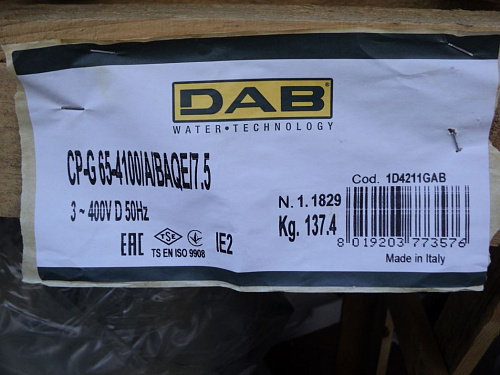 DAB
WATER•TECHNOLOGY
CP-G 65-4100/A/BAQE/7.5
3 ~ 400V D 50Hz
Cod. 1D4211GAB
N. 1. 1829
Kg. 137.4
8 019203 773576
EAC TSE
TS EN ISO 9908
IE2
Made in Italy